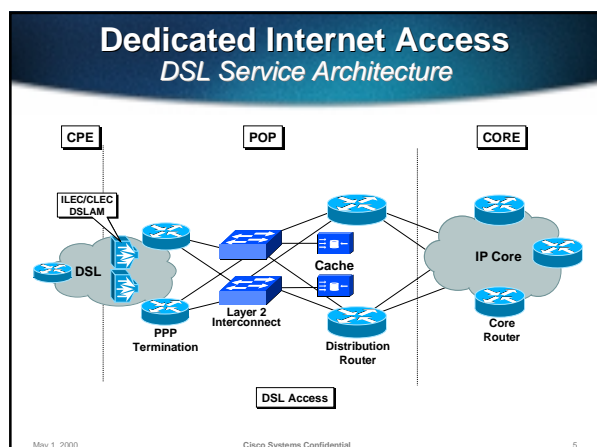 Dedicated Internet Access
DSL Service Architecture
CPE
POP
CORE
ILEC/CLEC
DSLAM
DSL
Cache
IP Core
PPP
Termination
Layer 2
Interconnect
Distribution
Router
Core
Router
DSL Access
May 1, 2000
Cisco Systems Confidential
5